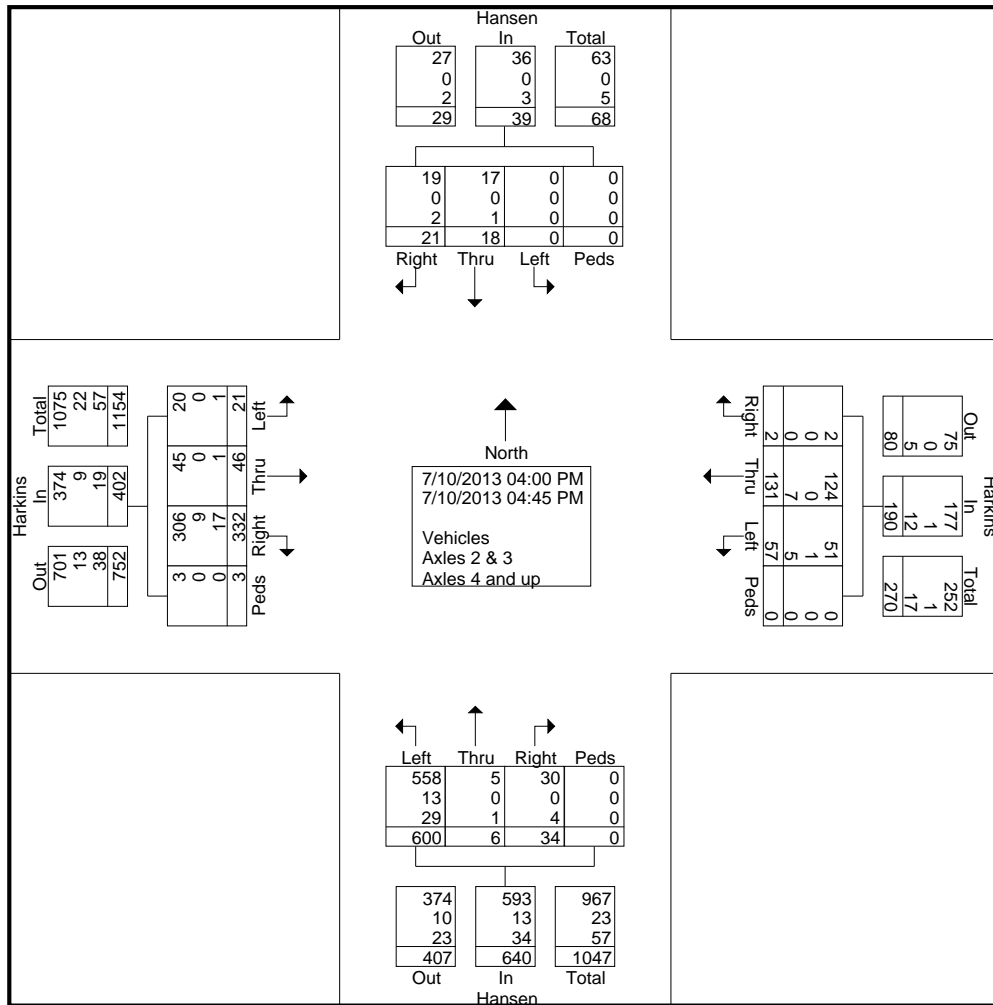 Hansen
Out In Total
27 36 63
0 0 0
2 3 5
29 39 68
19 17 0 0
0 0 0 0
2 1 0 0
21 18 0 0
Right Thru Left Peds
Harkins
Total In Out
1075 374 701
22 9 13
57 19 38
1154 402 752
20 45 306 3
0 0 9 0
1 1 17 0
21 46 332 3
Left Thru Right Peds
North
7/10/2013 04:00 PM
7/10/2013 04:45 PM
Vehicles
Axles 2 & 3
Axles 4 and up
Right Thru Left Peds
2 124 51 0
0 0 1 0
0 7 5 0
2 131 57 0
Out In Total
75 177 252
0 1 1
5 12 17
80 190 270
Harkins
Left Thru Right Peds
558 5 30 0
13 0 0 0
29 1 4 0
600 6 34 0
374 593 967
10 13 23
23 34 57
407 640 1047
Out In Total
Hansen